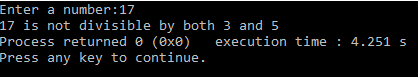 Enter a number:17
17 is not divisible by both 3 and 5
Process returned 0 (0x0)   execution time : 4.251 s
Press any key to continue.